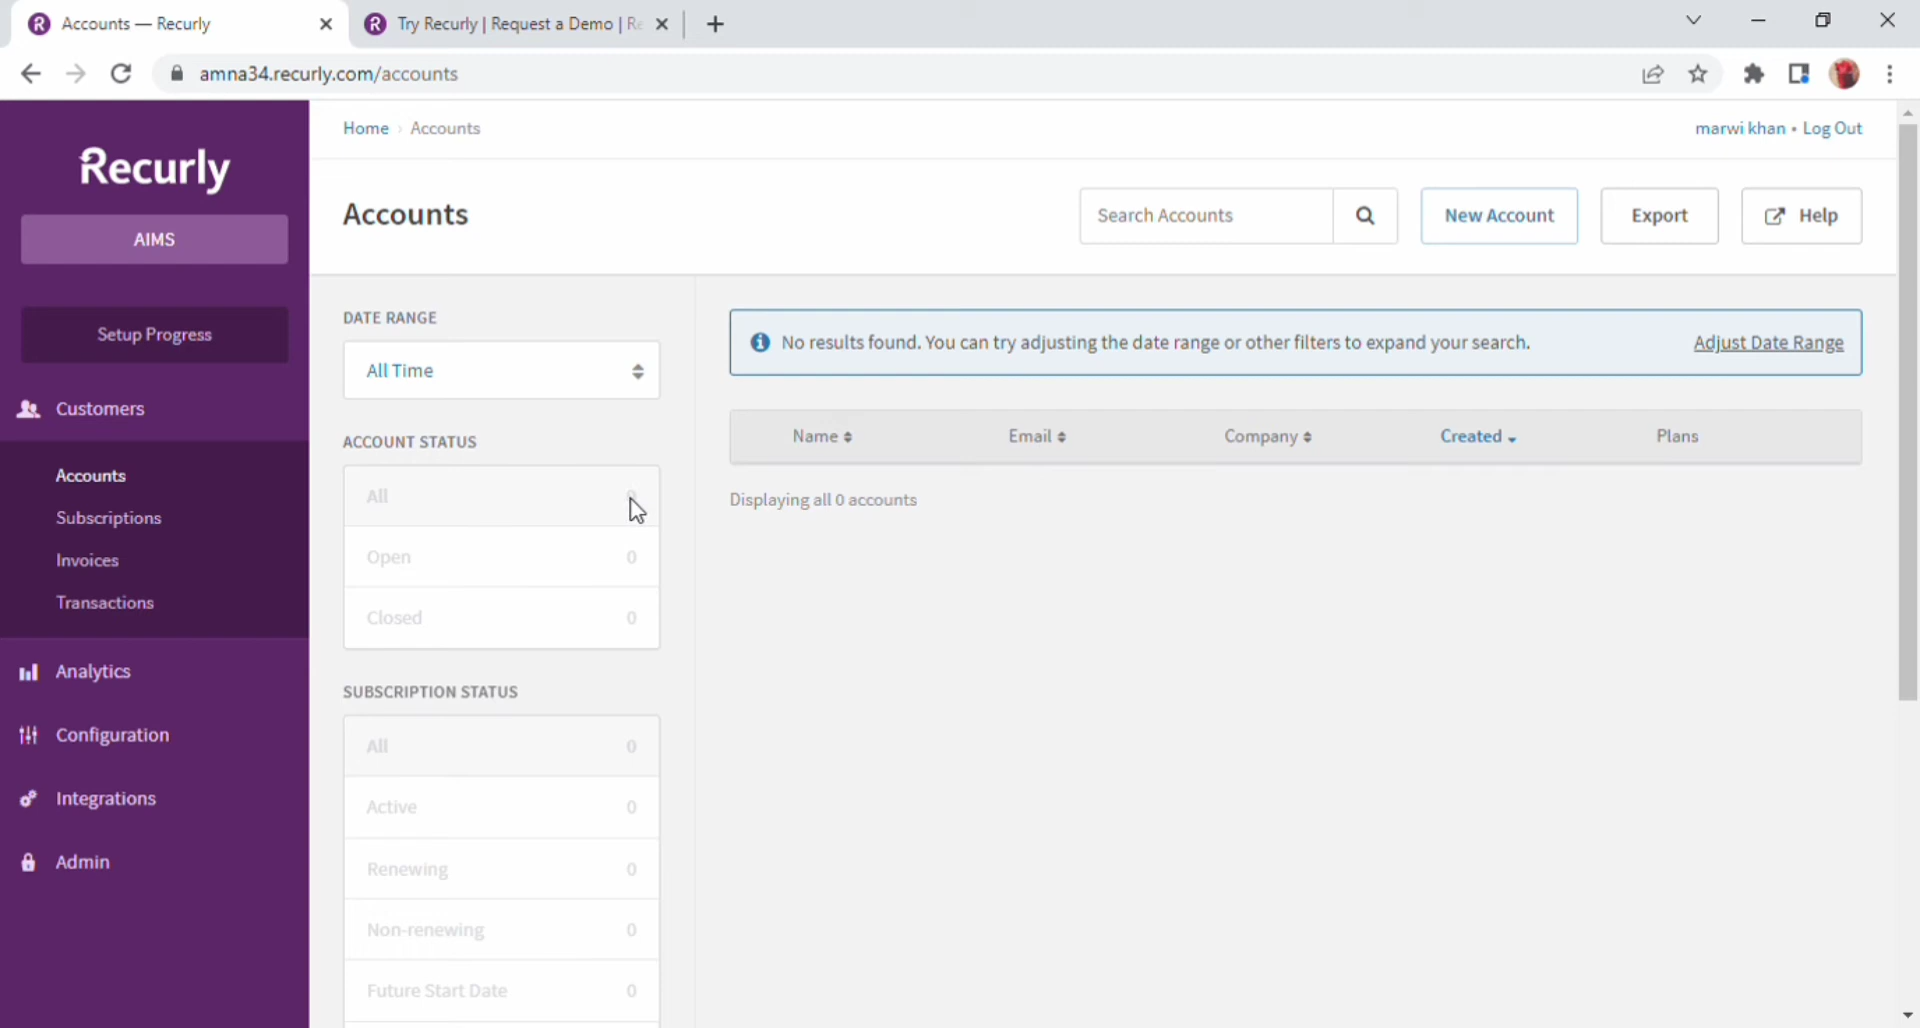 Accounts — Recurly
Try Recurly | Request a Demo | Re
amna34.recurly.com/accounts
Recurly
AIMS
Setup Progress
Customers
Accounts
Subscriptions
Invoices
Transactions
Analytics
Configuration
Integrations
Admin
Home › Accounts
marwi khan • Log Out
Accounts
Search Accounts
New Account
Export
Help
DATE RANGE
All Time
ACCOUNT STATUS
All
Open 0
Closed 0
SUBSCRIPTION STATUS
All 0
Active 0
Renewing 0
Non-renewing 0
Future Start Date 0
No results found. You can try adjusting the date range or other filters to expand your search. Adjust Date Range
Name Email Company Created Plans
Displaying all 0 accounts